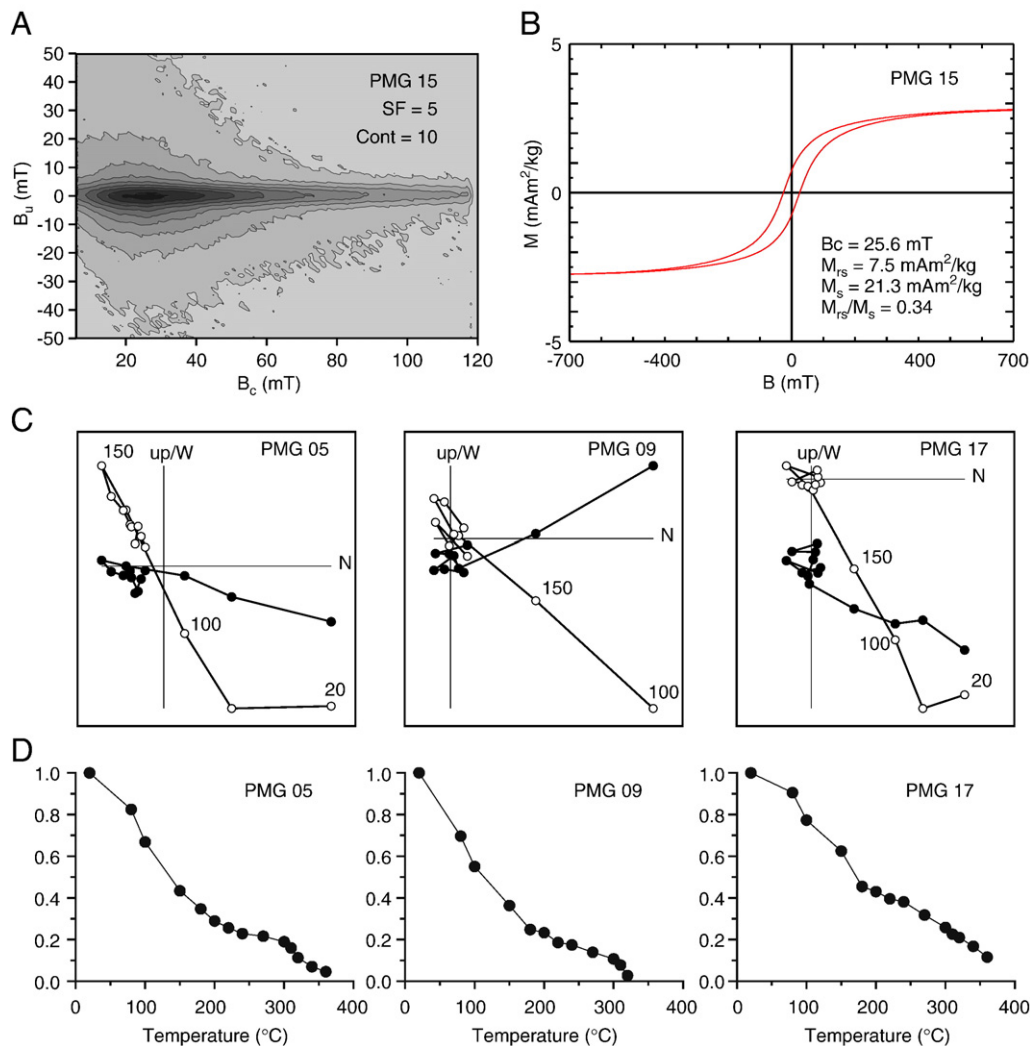 A
PMG 15
SF = 5
Cont = 10
50
40
30
20
10
0
-10
-20
-30
-40
-50
Bu (mT)
20 40 60 80 100 120
Bc (mT)
B
PMG 15
5
0
-5
M (mAm2/kg)
Bc = 25.6 mT
Mrs = 7.5 mAm2/kg
Ms = 21.3 mAm2/kg
Mrs/Ms = 0.34
-700 -400 0 400 700
B (mT)
C
150 up/W PMG 05
N
100
20
up/W PMG 09
N
150
100
up/W PMG 17
N
150
100
20
D
PMG 05
1.0
0.8
0.6
0.4
0.2
0.0
0 100 200 300 400
Temperature (°C)
PMG 09
1.0
0.8
0.6
0.4
0.2
0.0
0 100 200 300 400
Temperature (°C)
PMG 17
1.0
0.8
0.6
0.4
0.2
0.0
0 100 200 300 400
Temperature (°C)